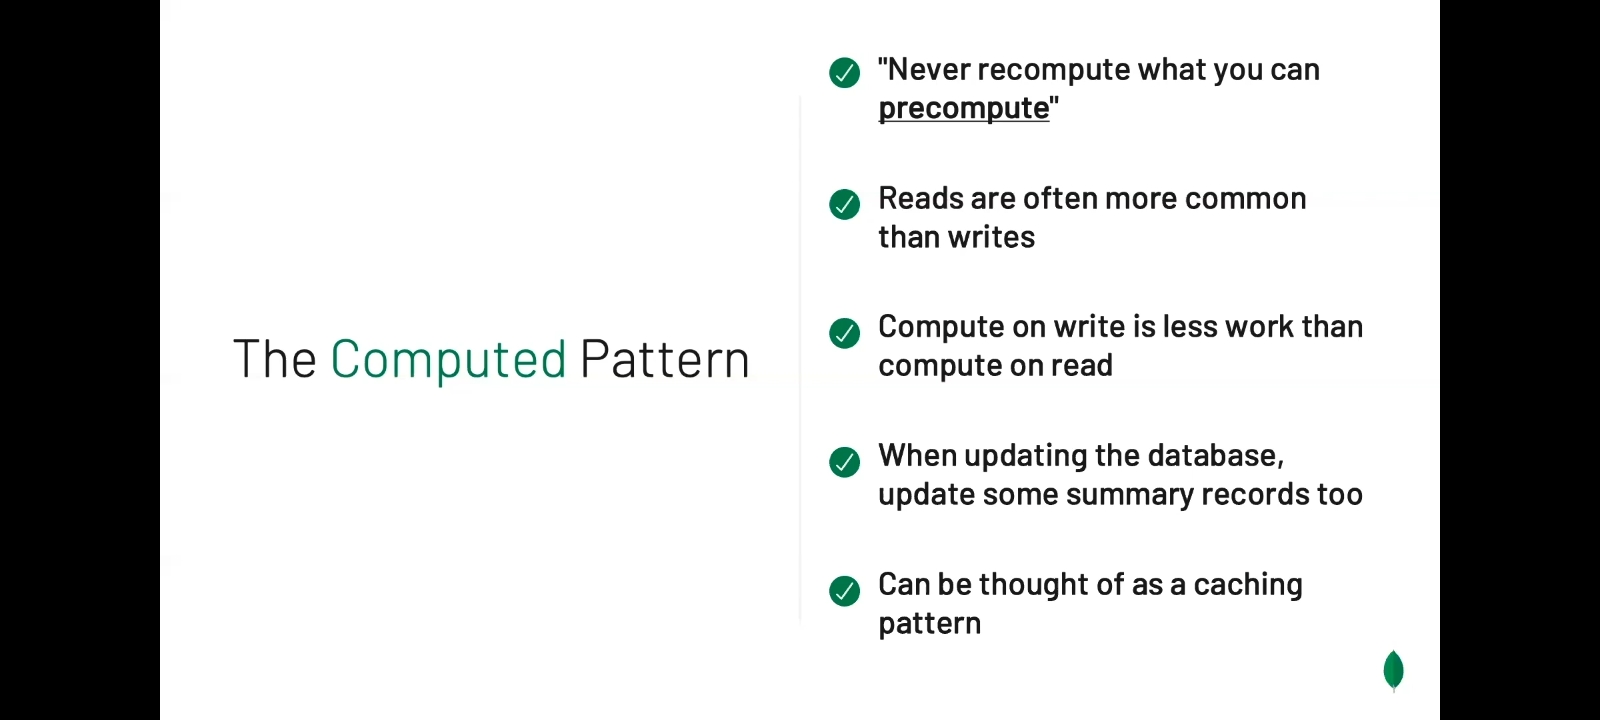 The Computed Pattern
"Never recompute what you can
precompute"
Reads are often more common
than writes
Compute on write is less work than
compute on read
When updating the database,
update some summary records too
Can be thought of as a caching
pattern